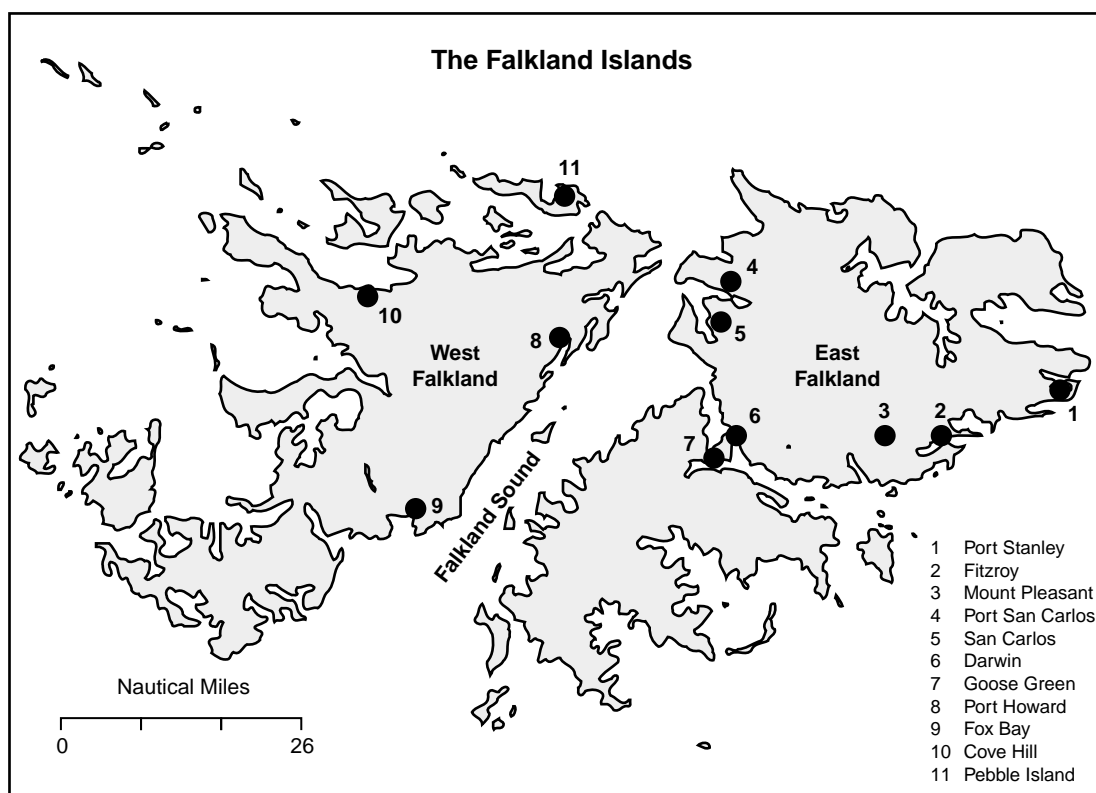 The Falkland Islands
11
4
10
5
8
West
Falkland
East
Falkland
1
6
3
2
7
9
Falkland Sound
1 Port Stanley
2 Fitzroy
3 Mount Pleasant
4 Port San Carlos
5 San Carlos
6 Darwin
7 Goose Green
8 Port Howard
9 Fox Bay
10 Cove Hill
11 Pebble Island
Nautical Miles
0 26